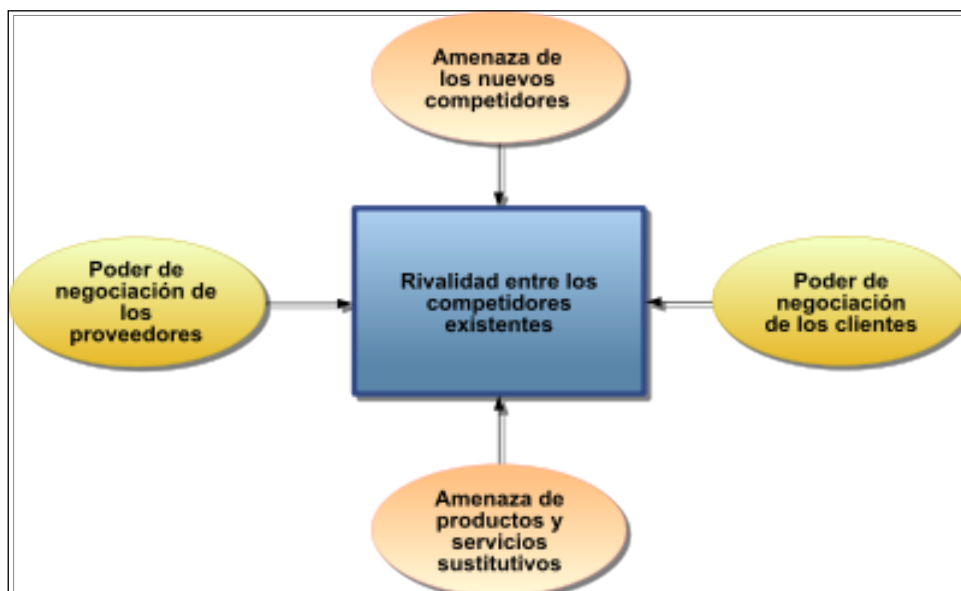 Amenaza de
los nuevos
competidores
Poder de
negociación de
los
proveedores
Rivalidad entre los
competidores
existentes
Poder de
negociación
de los clientes
Amenaza de
productos y
servicios
sustitutivos